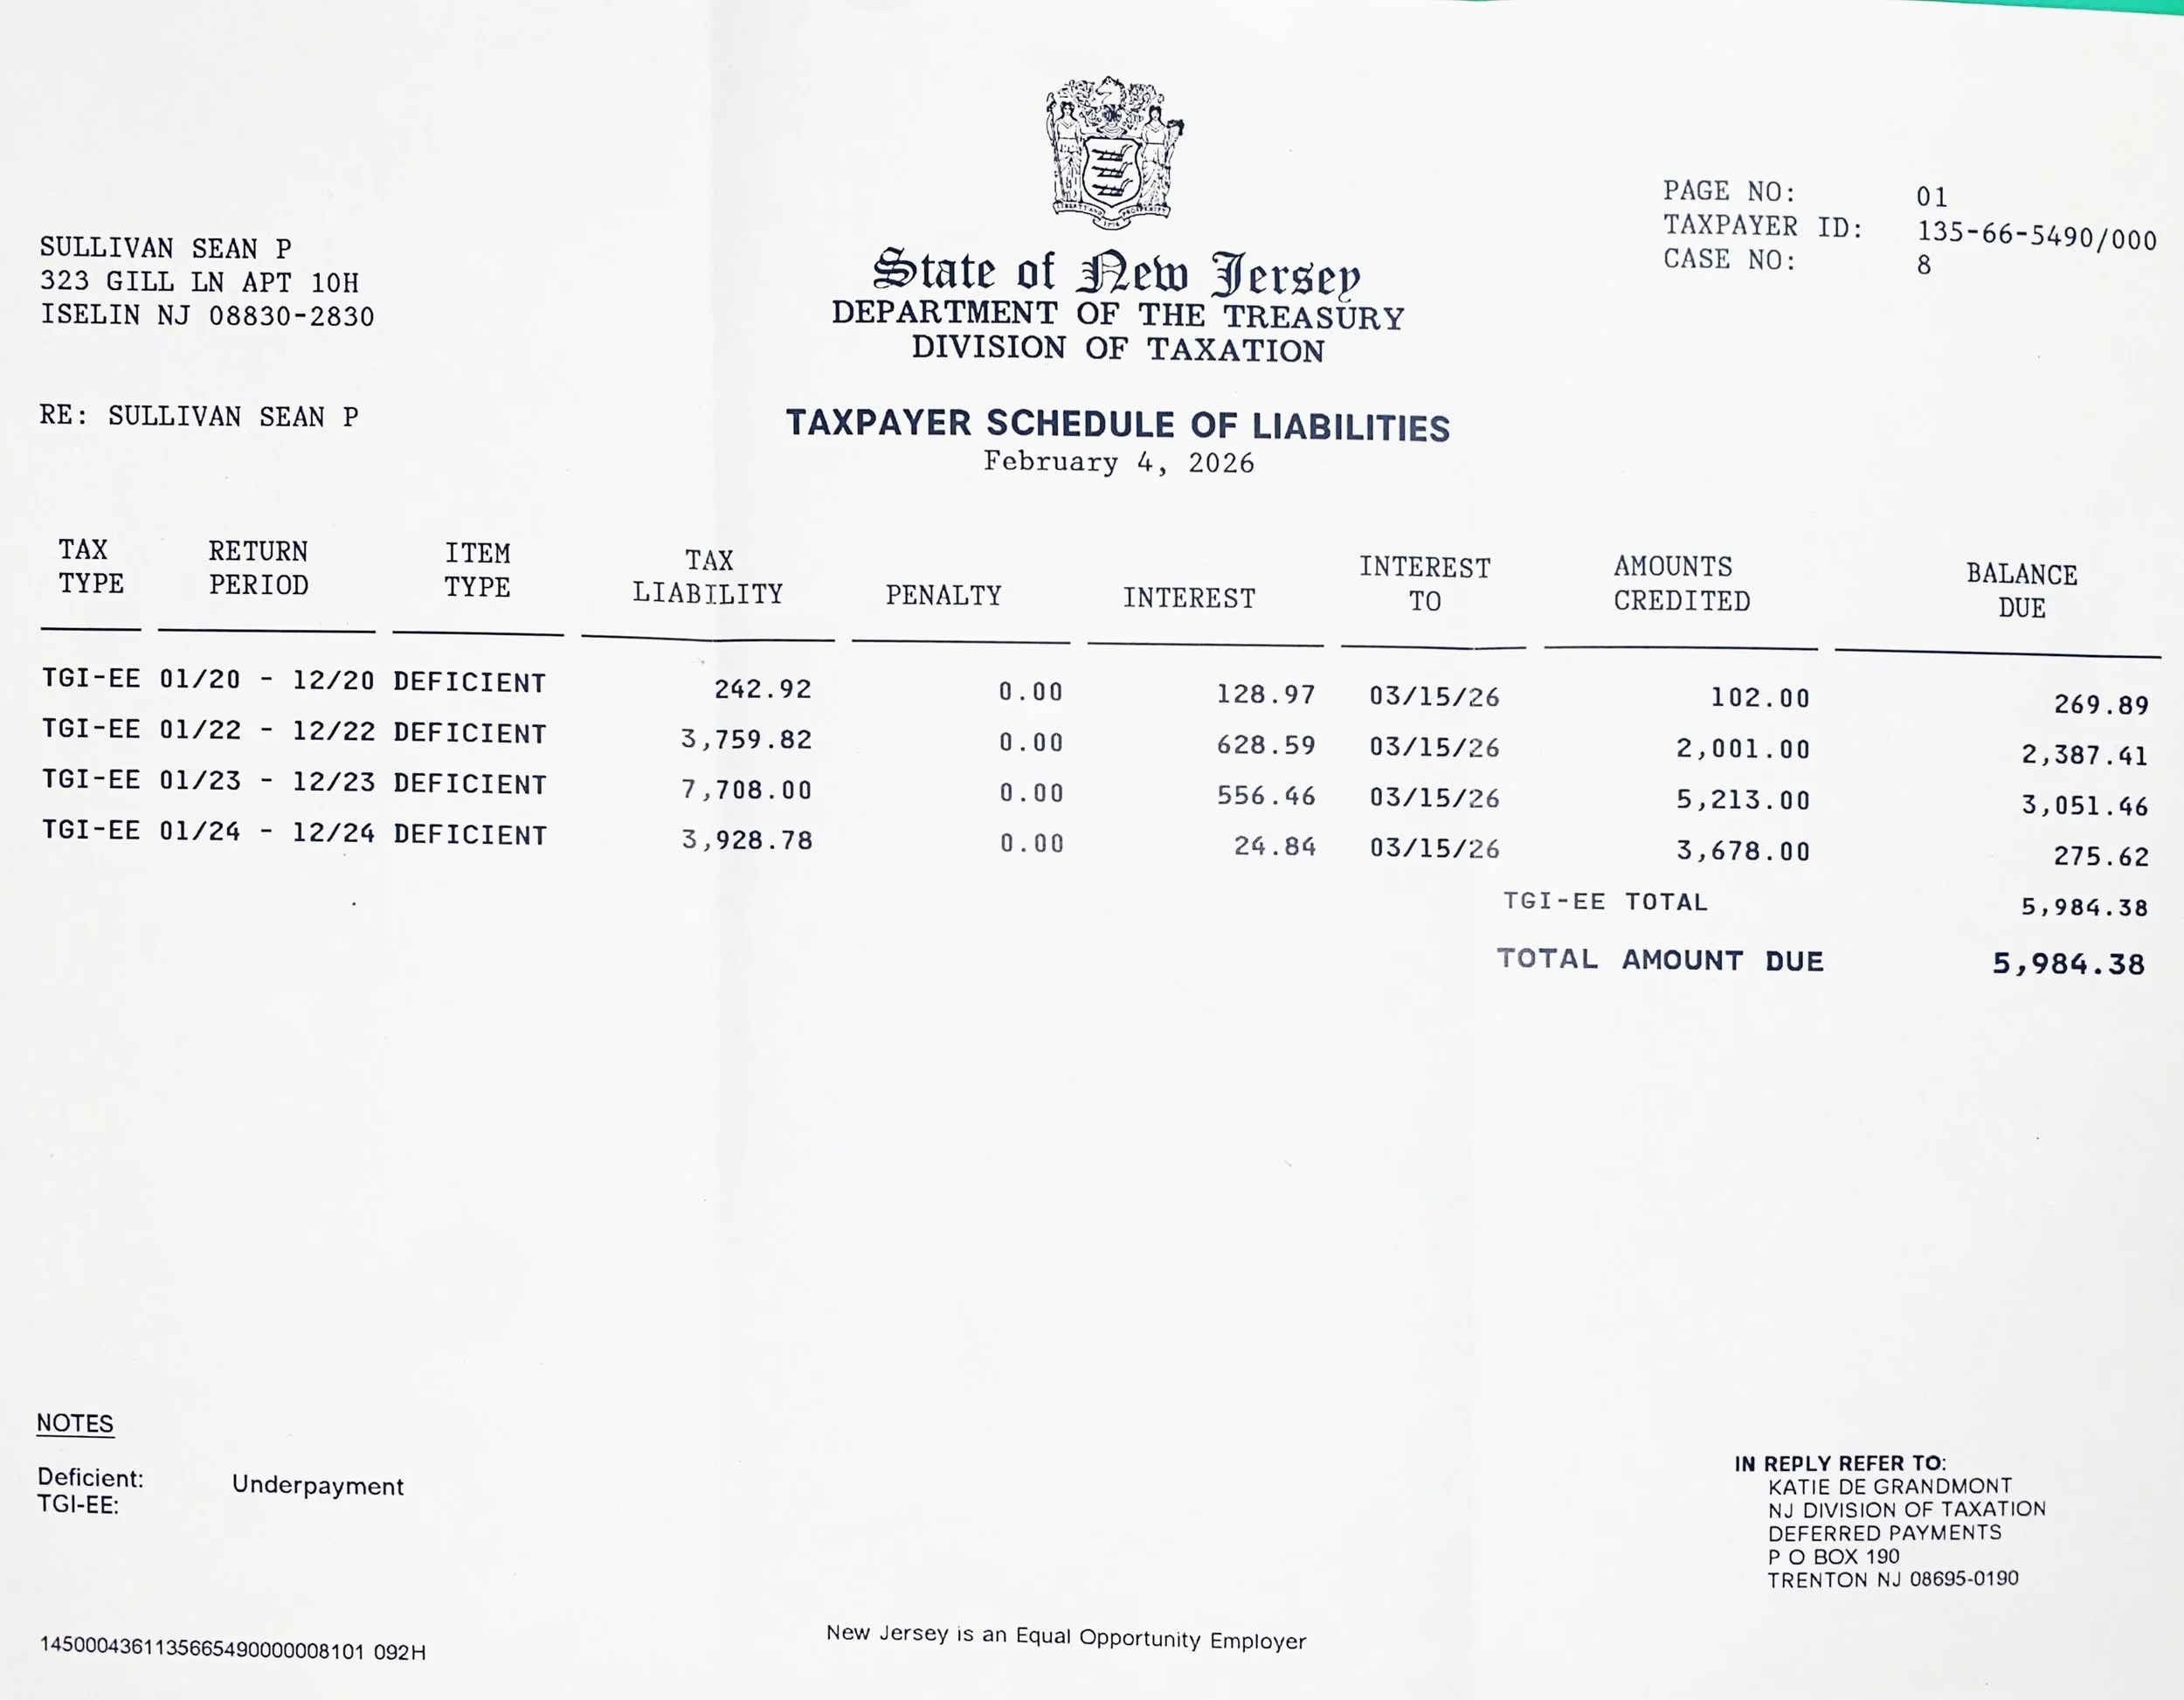 SULLIVAN SEAN P
323 GILL LN APT 10H
ISELIN NJ 08830-2830
RE: SULLIVAN SEAN P
LIBERTY AND PROSPERITY
1776
State of New Jersey
DEPARTMENT OF THE TREASURY
DIVISION OF TAXATION
TAXPAYER SCHEDULE OF LIABILITIES
February 4, 2026
PAGE NO: 01
TAXPAYER ID: 135-66-5490/000
CASE NO: 8
TAX TYPE RETURN PERIOD ITEM TYPE TAX LIABILITY PENALTY INTEREST INTEREST TO AMOUNTS CREDITED BALANCE DUE
TGI-EE 01/20 - 12/20 DEFICIENT 242.92 0.00 128.97 03/15/26 102.00 269.89
TGI-EE 01/22 - 12/22 DEFICIENT 3,759.82 0.00 628.59 03/15/26 2,001.00 2,387.41
TGI-EE 01/23 - 12/23 DEFICIENT 7,708.00 0.00 556.46 03/15/26 5,213.00 3,051.46
TGI-EE 01/24 - 12/24 DEFICIENT 3,928.78 0.00 24.84 03/15/26 3,678.00 275.62
TGI-EE TOTAL 5,984.38
TOTAL AMOUNT DUE 5,984.38
NOTES
Deficient: Underpayment
TGI-EE:
IN REPLY REFER TO:
KATIE DE GRANDMONT
NJ DIVISION OF TAXATION
DEFERRED PAYMENTS
P O BOX 190
TRENTON NJ 08695-0190
1450004361135665490000008101 092H
New Jersey is an Equal Opportunity Employer